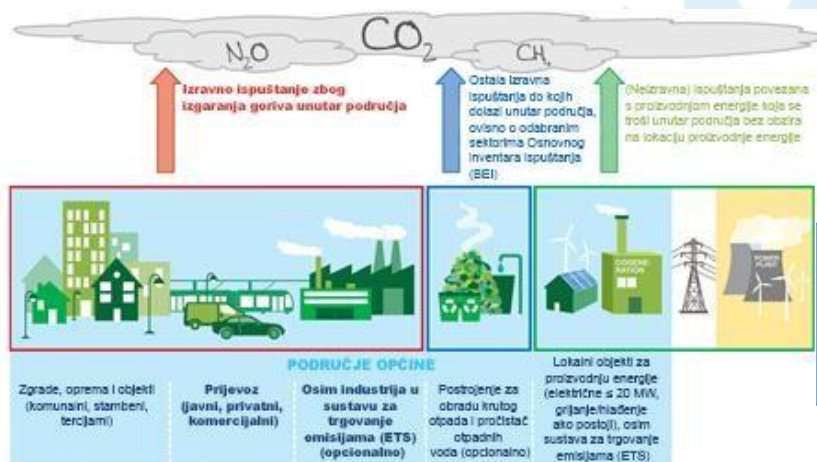 CO₂
N₂O
CH₄
Izravno ispuštanje zbog
izgaranja goriva unutar područja
Ostala izravna
ispuštanja do kojih
dolazi unutar područja,
ovisno o odabranim
sektorima Osnovnog
inventara ispuštanja
(BEI)
(Neizravna) ispuštanja povezana
s proizvodnjom energije koja se
troši unutar područja bez obzira
na lokaciju proizvodnje energije
COGENE-
RATION
POWER
PLANT
PODRUČJE OPĆINE
Zgrade, oprema i objekti
(komunalni, stambeni,
tercijarni)
Prijevoz
(javni, privatni,
komercijalni)
Osim industrija u
sustavu za
trgovanje
emisijama (ETS)
(opcionalno)
Postrojenje za
obradu krutog
otpada i pročistač
otpadnih
voda (opcionalno)
Lokalni objekti za
proizvodnju energije
(električne ≤ 20 MW,
grijanje/hlađenje
ako postoji), osim
sustava za trgovanje
emisijama (ETS)